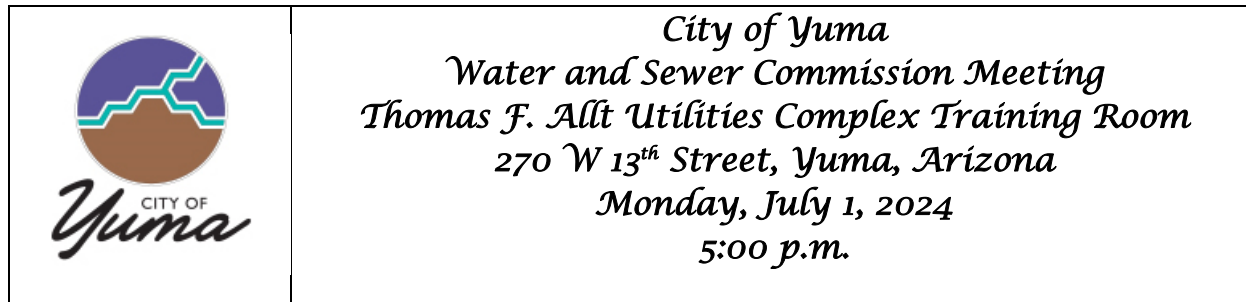 CITY OF
Yuma
City of Yuma
Water and Sewer Commission Meeting
Thomas F. Allt Utilities Complex Training Room
270 W 13th Street, Yuma, Arizona
Monday, July 1, 2024
5:00 p.m.